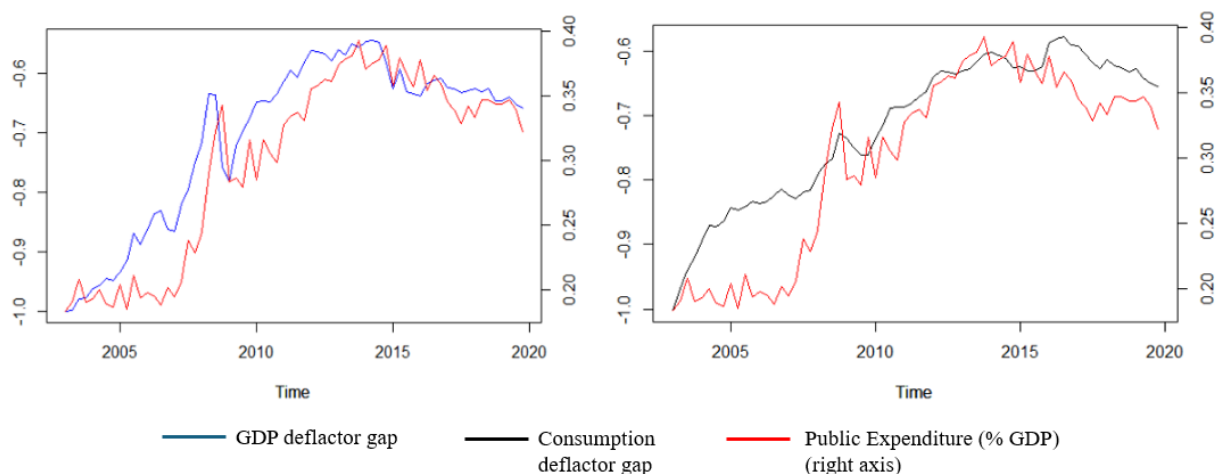 -0.6
-0.7
-0.8
-0.9
-1.0
0.40
0.35
0.30
0.25
0.20
2005 2010 2015 2020
Time
-0.6
-0.7
-0.8
-0.9
-1.0
0.40
0.35
0.30
0.25
0.20
2005 2010 2015 2020
Time
GDP deflactor gap
Consumption
deflactor gap
Public Expenditure (% GDP)
(right axis)